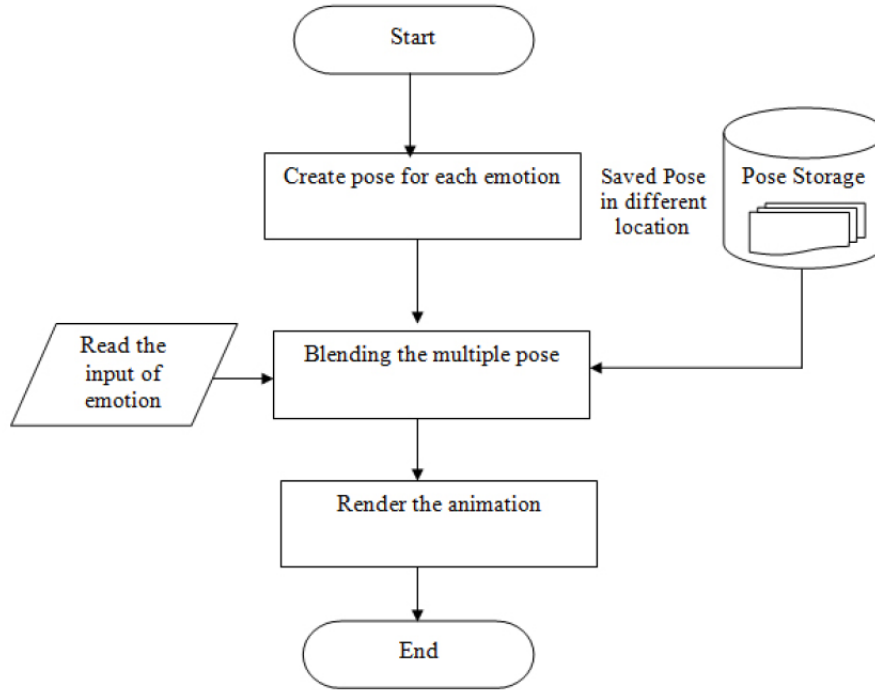 Start
Create pose for each emotion
Saved Pose
in different
location
Pose Storage
Read the
input of
emotion
Blending the multiple pose
Render the animation
End